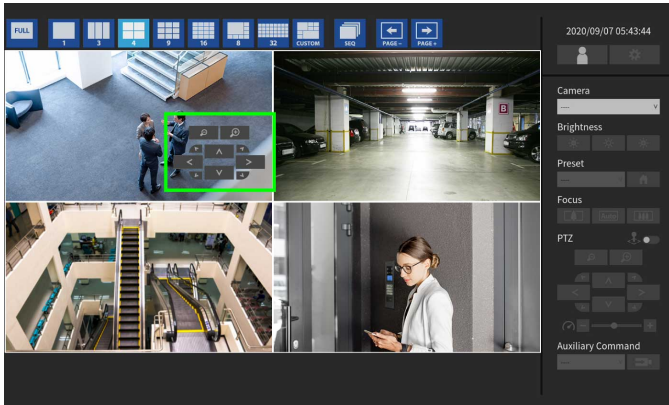 FULL
1
3
4
9
16
8
32
CUSTOM
SEQ
PAGE−
PAGE+
2020/09/07 05:43:44
Camera
----
Brightness
Preset
----
Focus
Auto
PTZ
Auxiliary Command
----
B